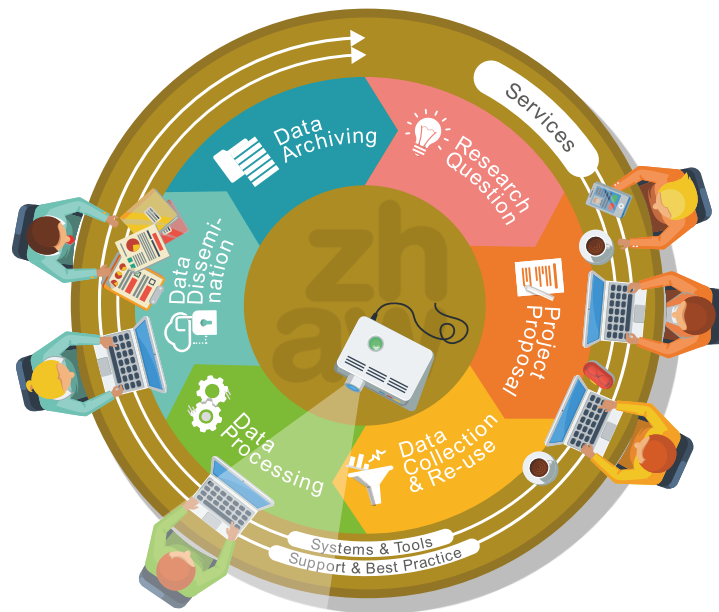 Services
Research
Question
Project
Proposal
Data
Collection
& Re-use
Data
Processing
Data
Dissemi-
nation
Data
Archiving
zh
aw
Systems & Tools
Support & Best Practice